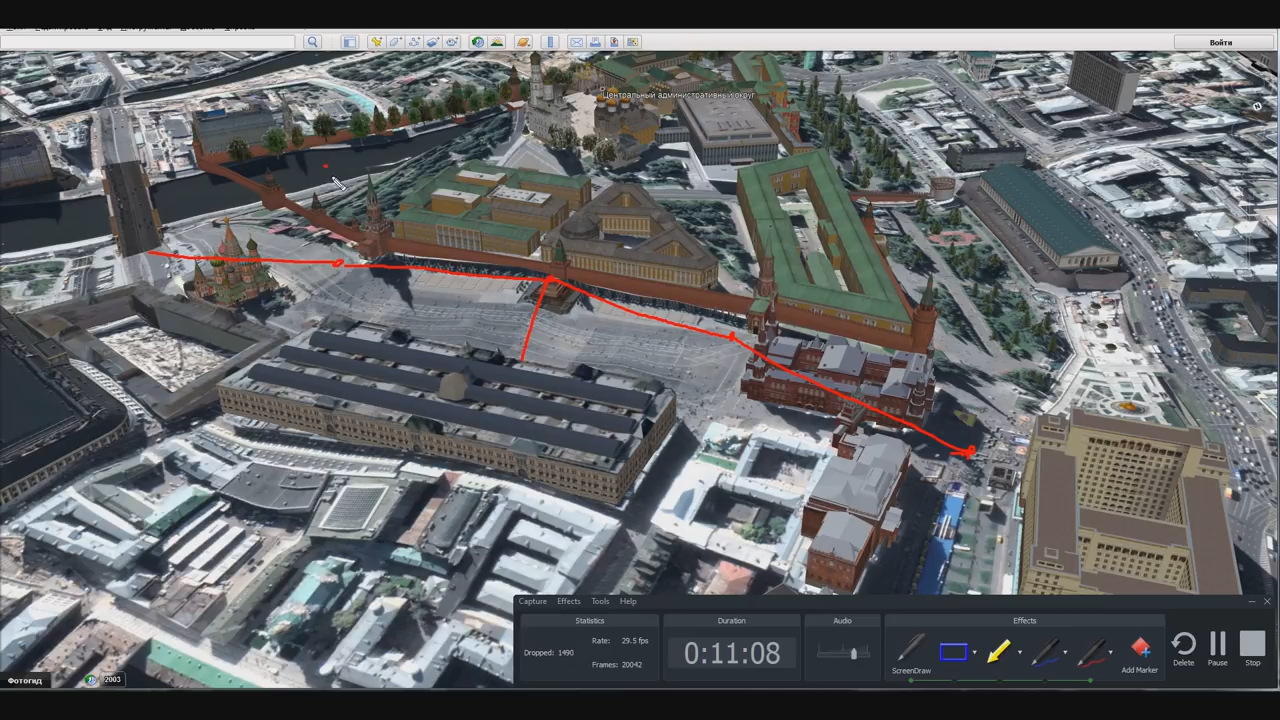 Войти
Центральный административный округ
N
Capture Effects Tools Help
Statistics
Dropped: 1490
Rate: 29.5 fps
Frames: 20042
Duration
0:11:08
Audio
Effects
ScreenDraw
Add Marker
Delete
Pause
Stop
Фотогид
2003